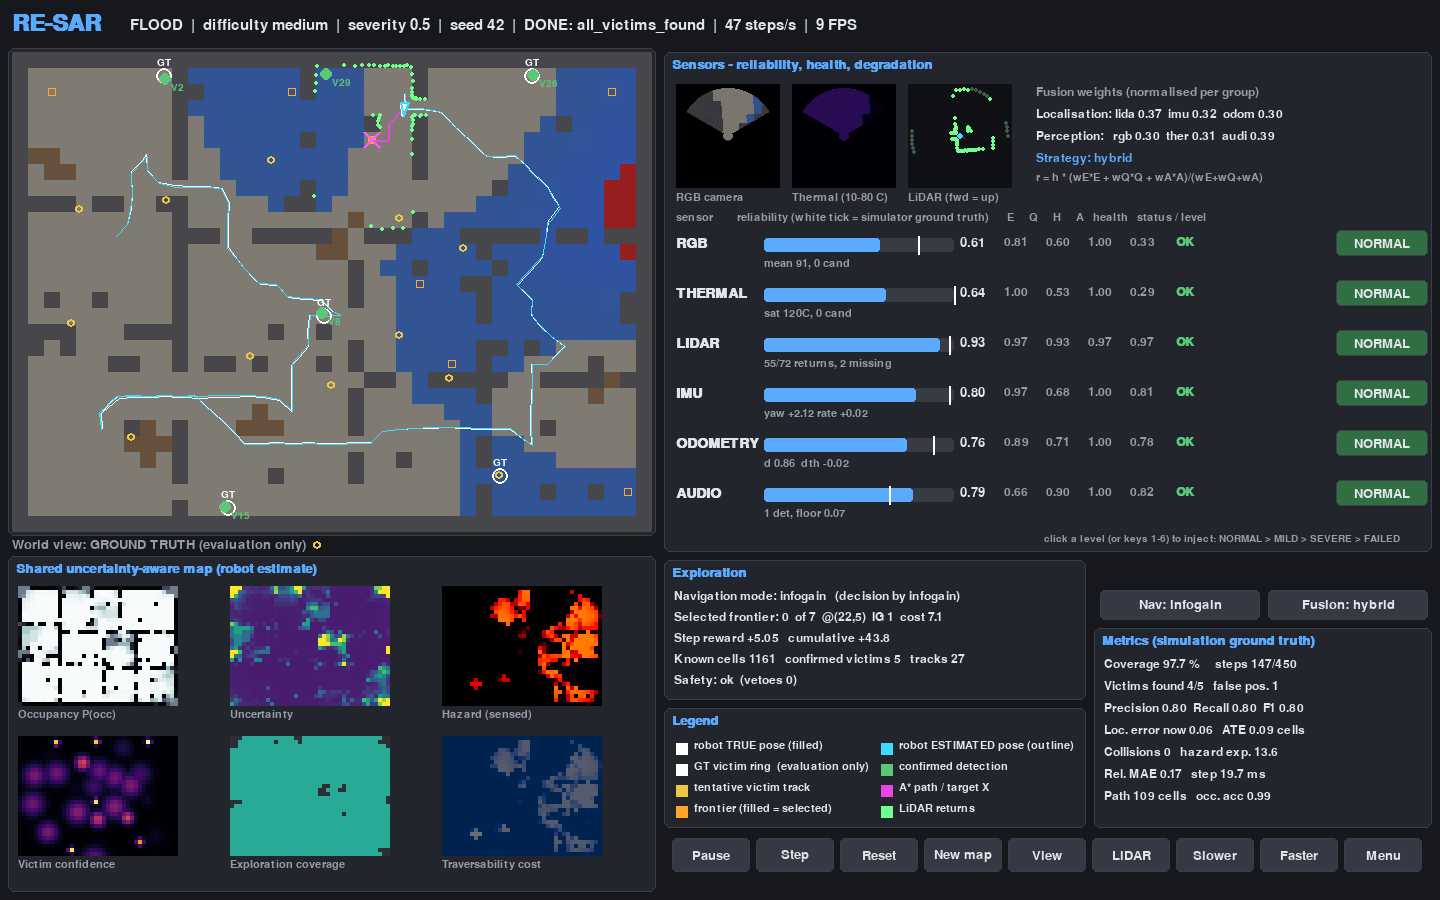 RE-SAR FLOOD | difficulty medium | severity 0.5 | seed 42 | DONE: all_victims_found | 47 steps/s | 9 FPS
GT
V2
V29
GT
V26
GT
V8
GT
GT
V15
World view: GROUND TRUTH (evaluation only)
Shared uncertainty-aware map (robot estimate)
Occupancy P(occ)
Uncertainty
Hazard (sensed)
Victim confidence
Exploration coverage
Traversability cost
Sensors - reliability, health, degradation
RGB camera
Thermal (10-80 C)
LiDAR (fwd = up)
Fusion weights (normalised per group)
Localisation: lida 0.37 imu 0.32 odom 0.30
Perception: rgb 0.30 ther 0.31 audi 0.39
Strategy: hybrid
r = h * (wE*E + wQ*Q + wA*A)/(wE+wQ+wA)
sensor reliability (white tick = simulator ground truth) E Q H A health status / level
RGB 0.61 0.81 0.60 1.00 0.33 OK NORMAL
mean 91, 0 cand
THERMAL 0.64 1.00 0.53 1.00 0.29 OK NORMAL
sat 120C, 0 cand
LIDAR 0.93 0.97 0.93 0.97 0.97 OK NORMAL
55/72 returns, 2 missing
IMU 0.80 0.97 0.68 1.00 0.81 OK NORMAL
yaw +2.12 rate +0.02
ODOMETRY 0.76 0.89 0.71 1.00 0.78 OK NORMAL
d 0.86 dth -0.02
AUDIO 0.79 0.66 0.90 1.00 0.82 OK NORMAL
1 det, floor 0.07
click a level (or keys 1-6) to inject: NORMAL > MILD > SEVERE > FAILED
Exploration
Navigation mode: infogain (decision by infogain)
Selected frontier: 0 of 7 @(22,5) IG 1 cost 7.1
Step reward +5.05 cumulative +43.8
Known cells 1161 confirmed victims 5 tracks 27
Safety: ok (vetoes 0)
Nav: infogain
Fusion: hybrid
Legend
robot TRUE pose (filled)
robot ESTIMATED pose (outline)
GT victim ring (evaluation only)
confirmed detection
tentative victim track
A* path / target X
frontier (filled = selected)
LiDAR returns
Metrics (simulation ground truth)
Coverage 97.7 % steps 147/450
Victims found 4/5 false pos. 1
Precision 0.80 Recall 0.80 F1 0.80
Loc. error now 0.06 ATE 0.09 cells
Collisions 0 hazard exp. 13.6
Rel. MAE 0.17 step 19.7 ms
Path 109 cells occ. acc 0.99
Pause
Step
Reset
New map
View
LiDAR
Slower
Faster
Menu